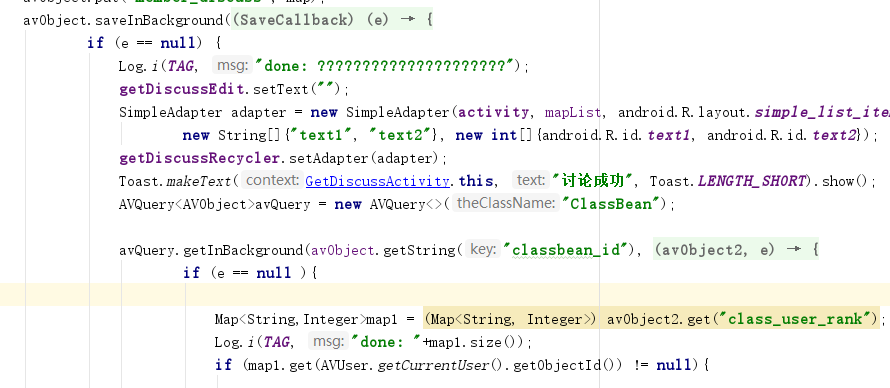 avObject.put("member_discuss", map);
avObject.saveInBackground((SaveCallback) (e) → {
if (e == null) {
Log.i(TAG, msg: "done: ?????????????????????");
getDiscussEdit.setText("");
SimpleAdapter adapter = new SimpleAdapter(activity, mapList, android.R.layout.simple_list_ite
new String[]{"text1", "text2"}, new int[]{android.R.id.text1, android.R.id.text2});
getDiscussRecycler.setAdapter(adapter);
Toast.makeText( context: GetDiscussActivity.this, text: "讨论成功", Toast.LENGTH_SHORT).show();
AVQuery<AVObject>avQuery = new AVQuery<>( theClassName: "ClassBean");
avQuery.getInBackground(avObject.getString( key: "classbean_id"), (avObject2, e) → {
if (e == null ){
Map<String,Integer>map1 = (Map<String, Integer>) avObject2.get("class_user_rank");
Log.i(TAG, msg: "done: "+map1.size());
if (map1.get(AVUser.getCurrentUser().getObjectId()) != null){